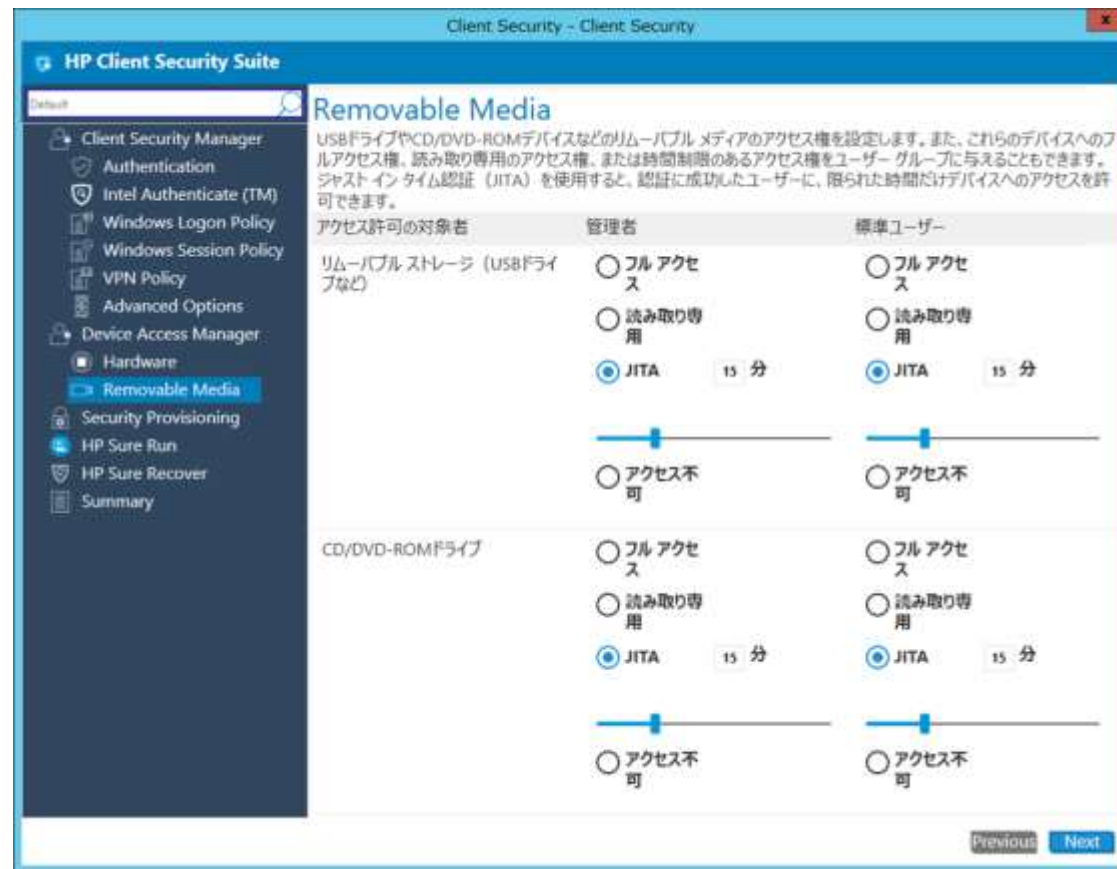 Client Security - Client Security
x
HP Client Security Suite
Default
Client Security Manager
Authentication
Intel Authenticate (TM)
Windows Logon Policy
Windows Session Policy
VPN Policy
Advanced Options
Device Access Manager
Hardware
Removable Media
Security Provisioning
HP Sure Run
HP Sure Recover
Summary
Removable Media
USBドライブやCD/DVD-ROMデバイスなどのリムーバブル メディアのアクセス権を設定します。また、これらのデバイスへのフ
ルアクセス権、読み取り専用のアクセス権、または時間制限のあるアクセス権をユーザー グループに与えることもできます。
ジャスト イン タイム認証（JITA）を使用すると、認証に成功したユーザーに、限られた時間だけデバイスへのアクセスを許
可できます。
アクセス許可の対象者 管理者 標準ユーザー
リムーバブル ストレージ（USBドライ
ブなど）
フル アクセ
ス
読み取り専
用
JITA 15 分
アクセス不
可
フル アクセ
ス
読み取り専
用
JITA 15 分
アクセス不
可
CD/DVD-ROMドライブ
フル アクセ
ス
読み取り専
用
JITA 15 分
アクセス不
可
フル アクセ
ス
読み取り専
用
JITA 15 分
アクセス不
可
Previous Next